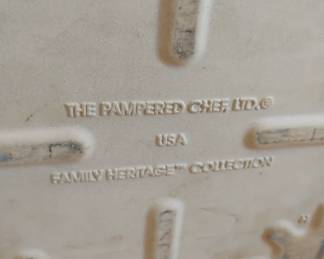 THE PAMPERED CHEF, LTD.®
USA
FAMILY HERITAGE™ COLLECTION